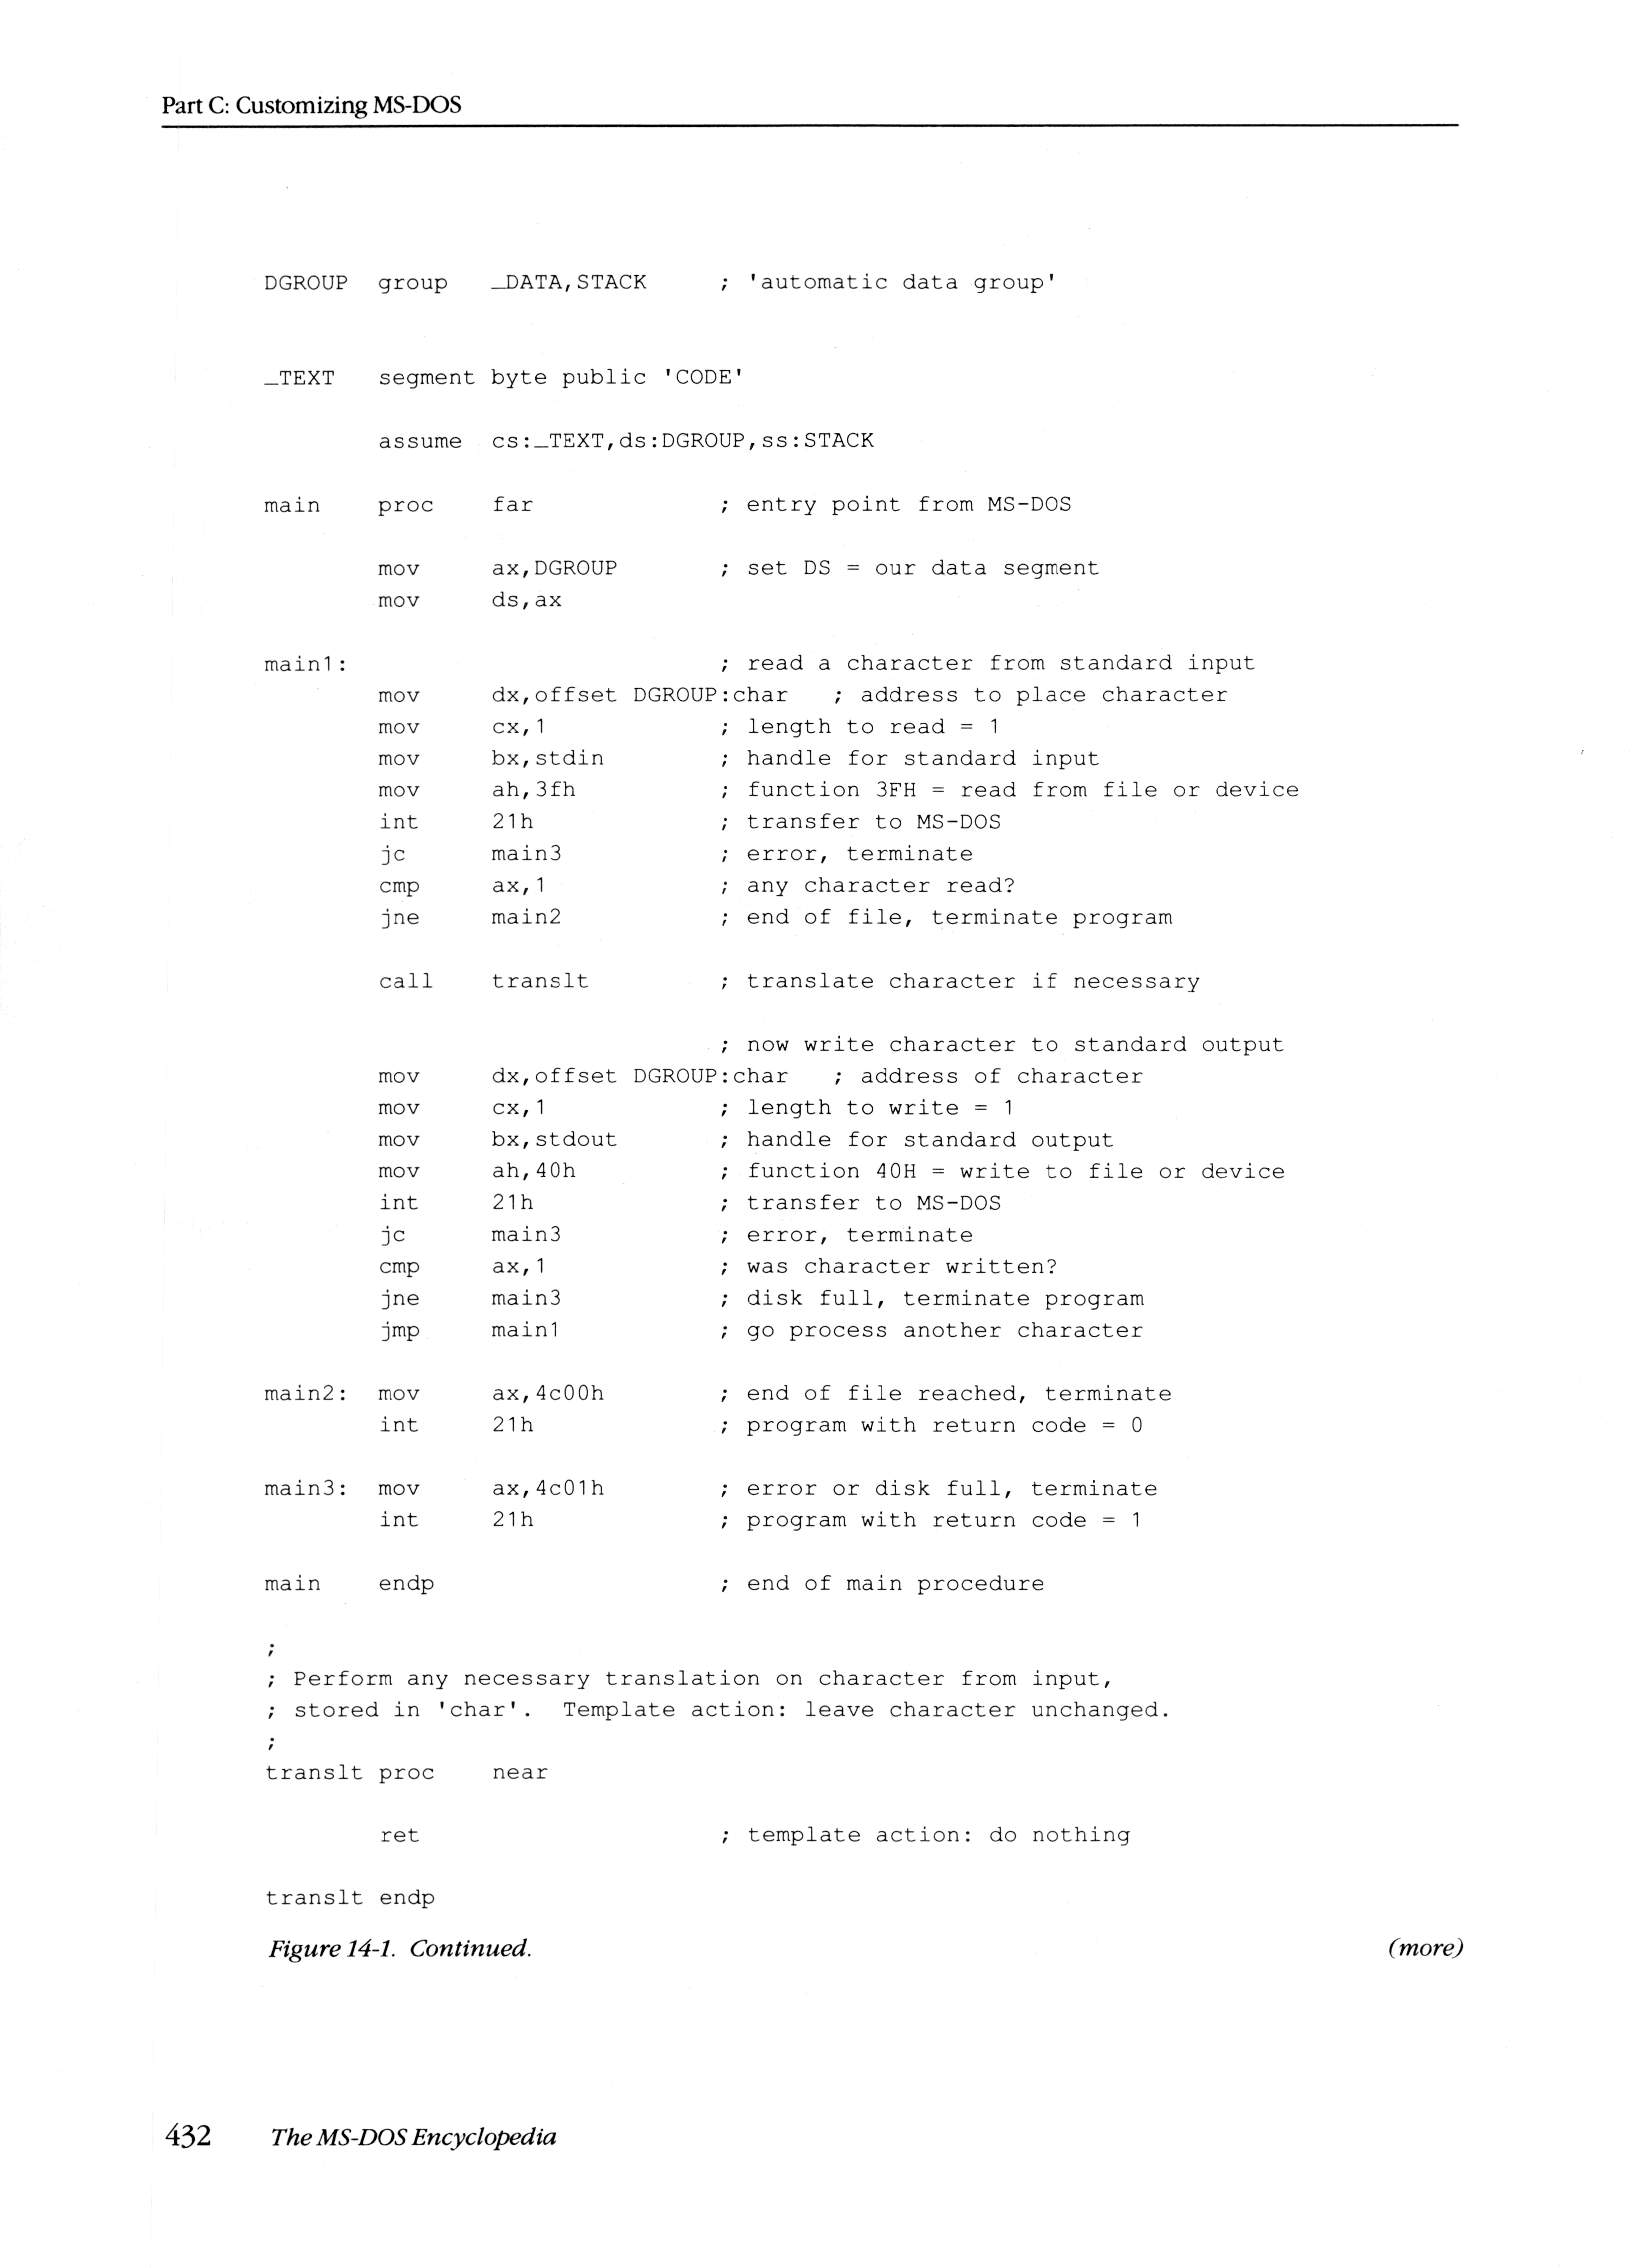 Part C: Customizing MS-DOS
DGROUP  group   _DATA,STACK     ; 'automatic data group'
_TEXT   segment byte public 'CODE'
        assume  cs:_TEXT,ds:DGROUP,ss:STACK
main    proc    far             ; entry point from MS-DOS
        mov     ax,DGROUP       ; set DS = our data segment
        mov     ds,ax
main1:                          ; read a character from standard input
        mov     dx,offset DGROUP:char   ; address to place character
        mov     cx,1            ; length to read = 1
        mov     bx,stdin        ; handle for standard input
        mov     ah,3fh          ; function 3FH = read from file or device
        int     21h             ; transfer to MS-DOS
        jc      main3           ; error, terminate
        cmp     ax,1            ; any character read?
        jne     main2           ; end of file, terminate program
        call    translt         ; translate character if necessary
                                ; now write character to standard output
        mov     dx,offset DGROUP:char   ; address of character
        mov     cx,1            ; length to write = 1
        mov     bx,stdout       ; handle for standard output
        mov     ah,40h          ; function 40H = write to file or device
        int     21h             ; transfer to MS-DOS
        jc      main3           ; error, terminate
        cmp     ax,1            ; was character written?
        jne     main3           ; disk full, terminate program
        jmp     main1           ; go process another character
main2:  mov     ax,4c00h        ; end of file reached, terminate
        int     21h             ; program with return code = 0
main3:  mov     ax,4c01h        ; error or disk full, terminate
        int     21h             ; program with return code = 1
main    endp                    ; end of main procedure
;
; Perform any necessary translation on character from input,
; stored in 'char'.  Template action: leave character unchanged.
;
translt proc    near
        ret                     ; template action: do nothing
translt endp
Figure 14-1. Continued. (more)
432 The MS-DOS Encyclopedia